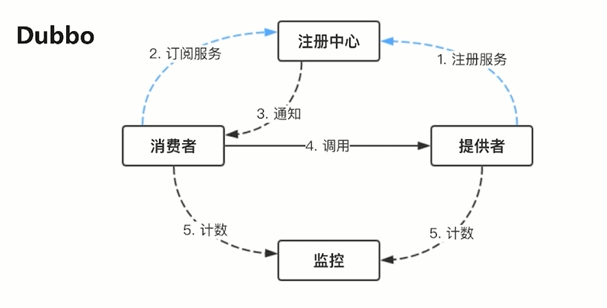 Dubbo
注册中心
2. 订阅服务
1. 注册服务
3. 通知
消费者
4. 调用
提供者
5. 计数
5. 计数
监控